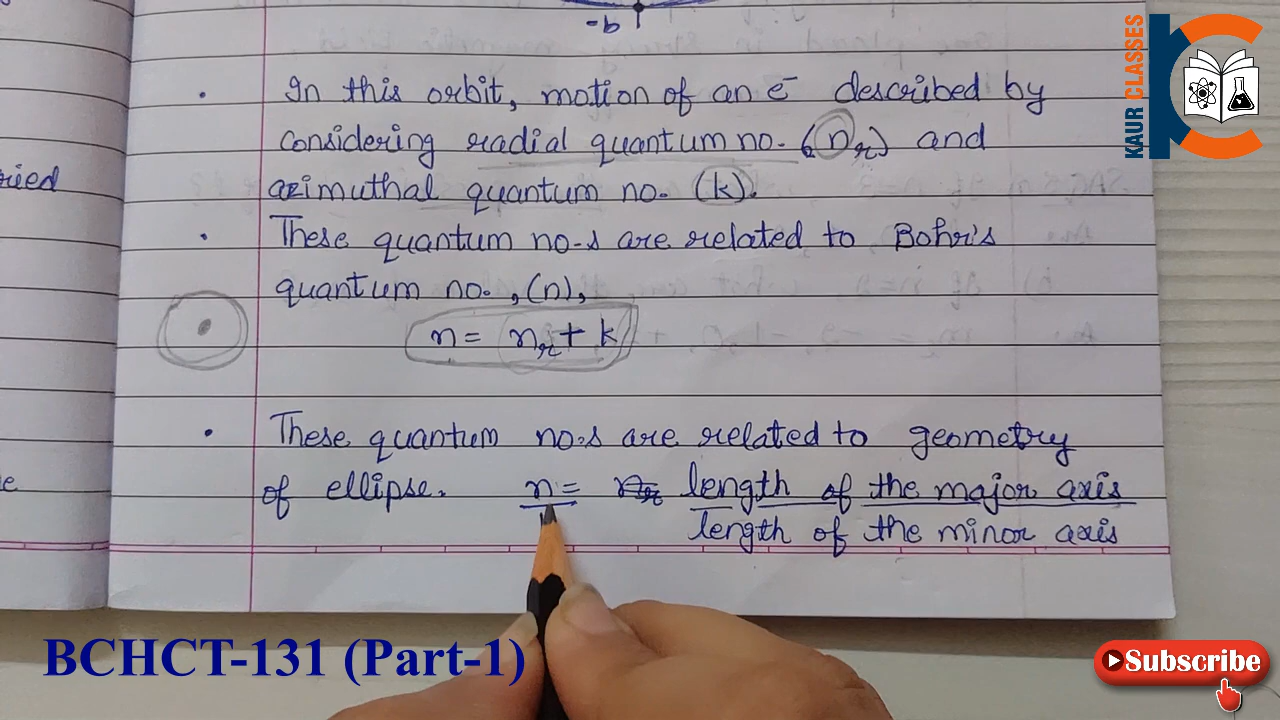 -b
In this orbit, motion of an e⁻ described by
considering radial quantum no. (nr) and
azimuthal quantum no. (k).
These quantum no-s are related to Bohr's
quantum no., (n),
n = nr + k
These quantum no.s are related to geometry
of ellipse. n = length of the major axis
k length of the minor axis
ried
e
KAUR CLASSES
BCHCT-131 (Part-1)
Subscribe